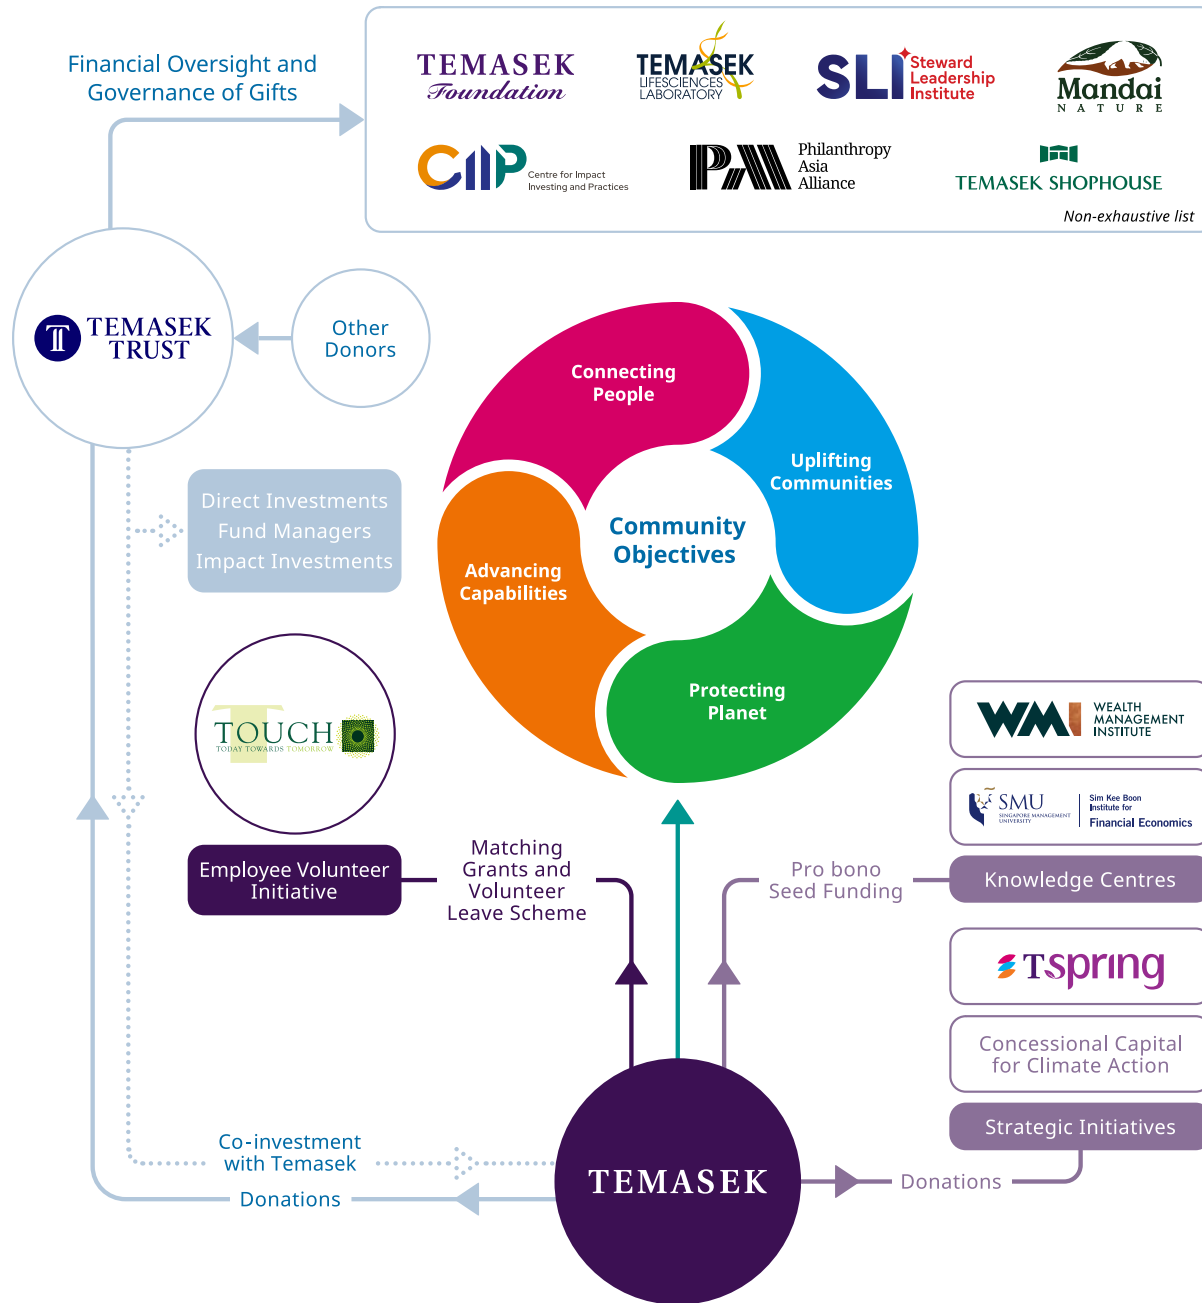 Financial Oversight and
Governance of Gifts
TEMASEK
Foundation
TEMASEK
LIFESCIENCES
LABORATORY
SLI
Steward
Leadership
Institute
Mandai
NATURE
CIIP
Centre for Impact
Investing and Practices
PAA
Philanthropy
Asia
Alliance
TEMASEK SHOPHOUSE
Non-exhaustive list
T
TEMASEK
TRUST
Other
Donors
Connecting
People
Uplifting
Communities
Community
Objectives
Advancing
Capabilities
Protecting
Planet
Direct Investments
Fund Managers
Impact Investments
TOUCH
TODAY TOWARDS TOMORROW
Employee Volunteer
Initiative
Matching
Grants and
Volunteer
Leave Scheme
Pro bono
Seed Funding
WMI
WEALTH
MANAGEMENT
INSTITUTE
SMU
SINGAPORE MANAGEMENT
UNIVERSITY
Sim Kee Boon
Institute for
Financial Economics
Knowledge Centres
Tspring
Concessional Capital
for Climate Action
Strategic Initiatives
Co-investment
with Temasek
Donations
TEMASEK
Donations